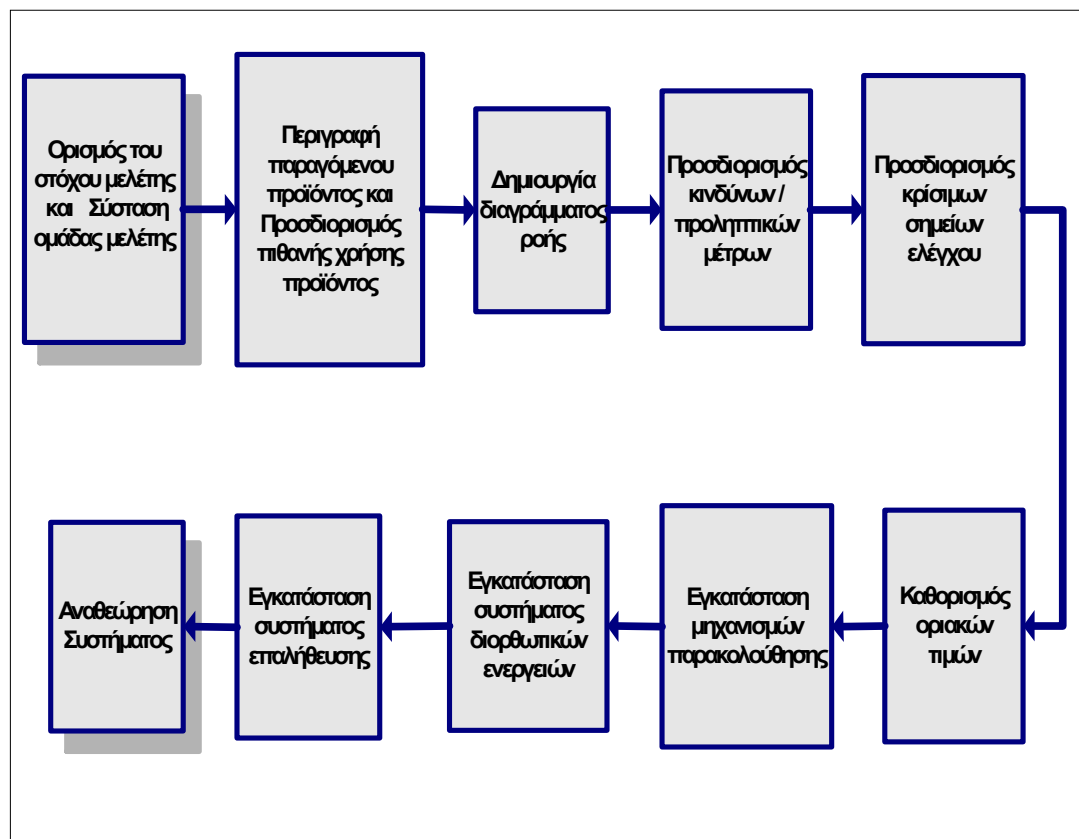 Ορισμός του
στόχου μελέτης
και Σύσταση
ομάδας μελέτης
Περιγραφή
παραγόμενου
προϊόντος και
Προσδιορισμός
πιθανής χρήσης
προϊόντος
Δημιουργία
διαγράμματος
ροής
Προσδιορισμός
κινδύνων /
προληπτικών
μέτρων
Προσδιορισμός
κρίσιμων
σημείων
ελέγχου
Καθορισμός
οριακών
τιμών
Εγκατάσταση
μηχανισμών
παρακολούθησης
Εγκατάσταση
συστήματος
διορθωτικών
ενεργειών
Εγκατάσταση
συστήματος
επαλήθευσης
Αναθεώρηση
Συστήματος